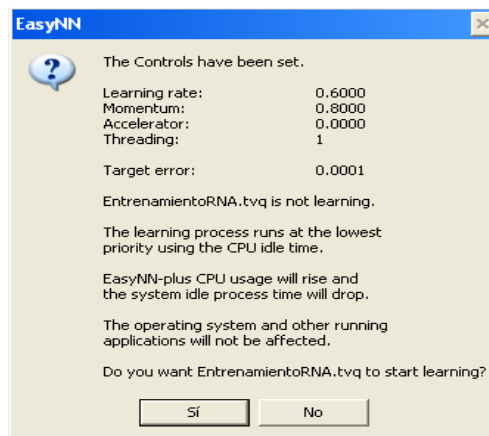 EasyNN
The Controls have been set.
Learning rate: 0.6000
Momentum: 0.8000
Accelerator: 0.0000
Threading: 1
Target error: 0.0001
EntrenamientoRNA.tvq is not learning.
The learning process runs at the lowest
priority using the CPU idle time.
EasyNN-plus CPU usage will rise and
the system idle process time will drop.
The operating system and other running
applications will not be affected.
Do you want EntrenamientoRNA.tvq to start learning?
Sí No